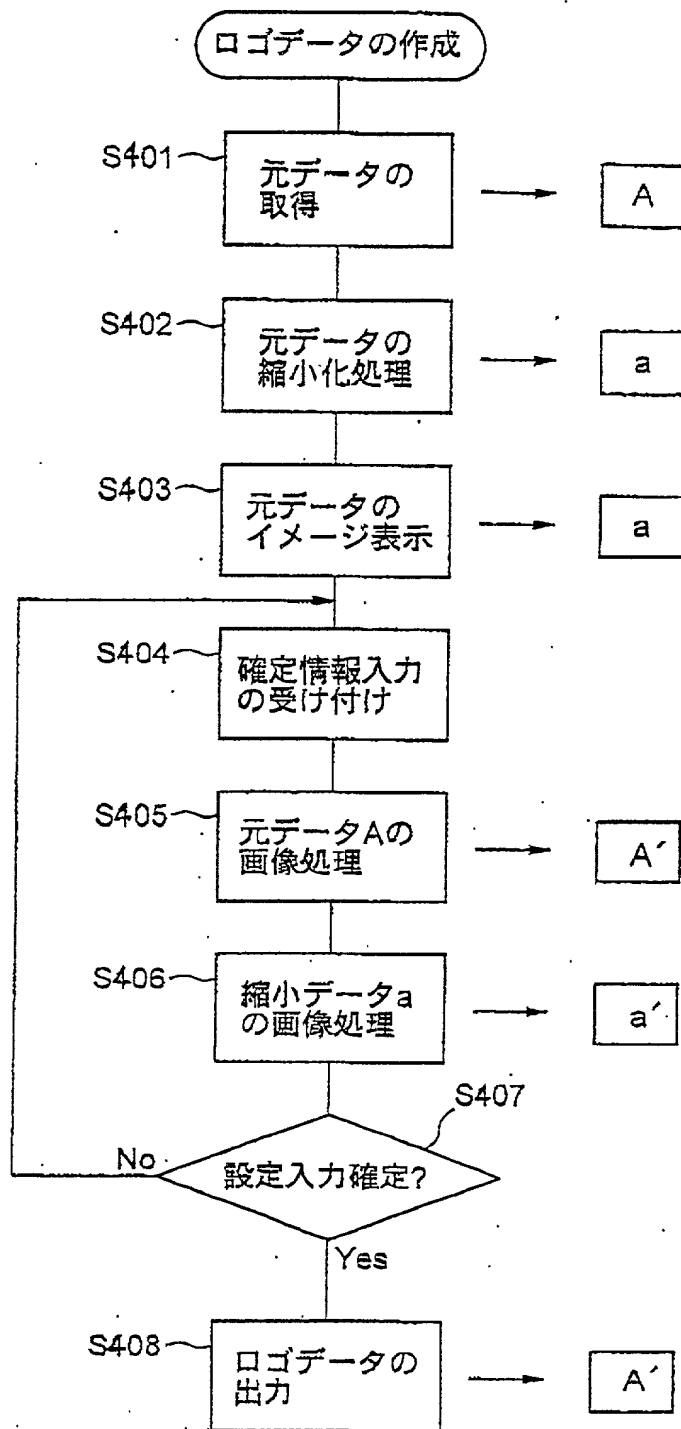 ロゴデータの作成
S401
元データの
取得
A
S402
元データの
縮小化処理
a
S403
元データの
イメージ表示
a
S404
確定情報入力
の受け付け
S405
元データAの
画像処理
A´
S406
縮小データa
の画像処理
a´
S407
No
設定入力確定?
Yes
S408
ロゴデータの
出力
A´